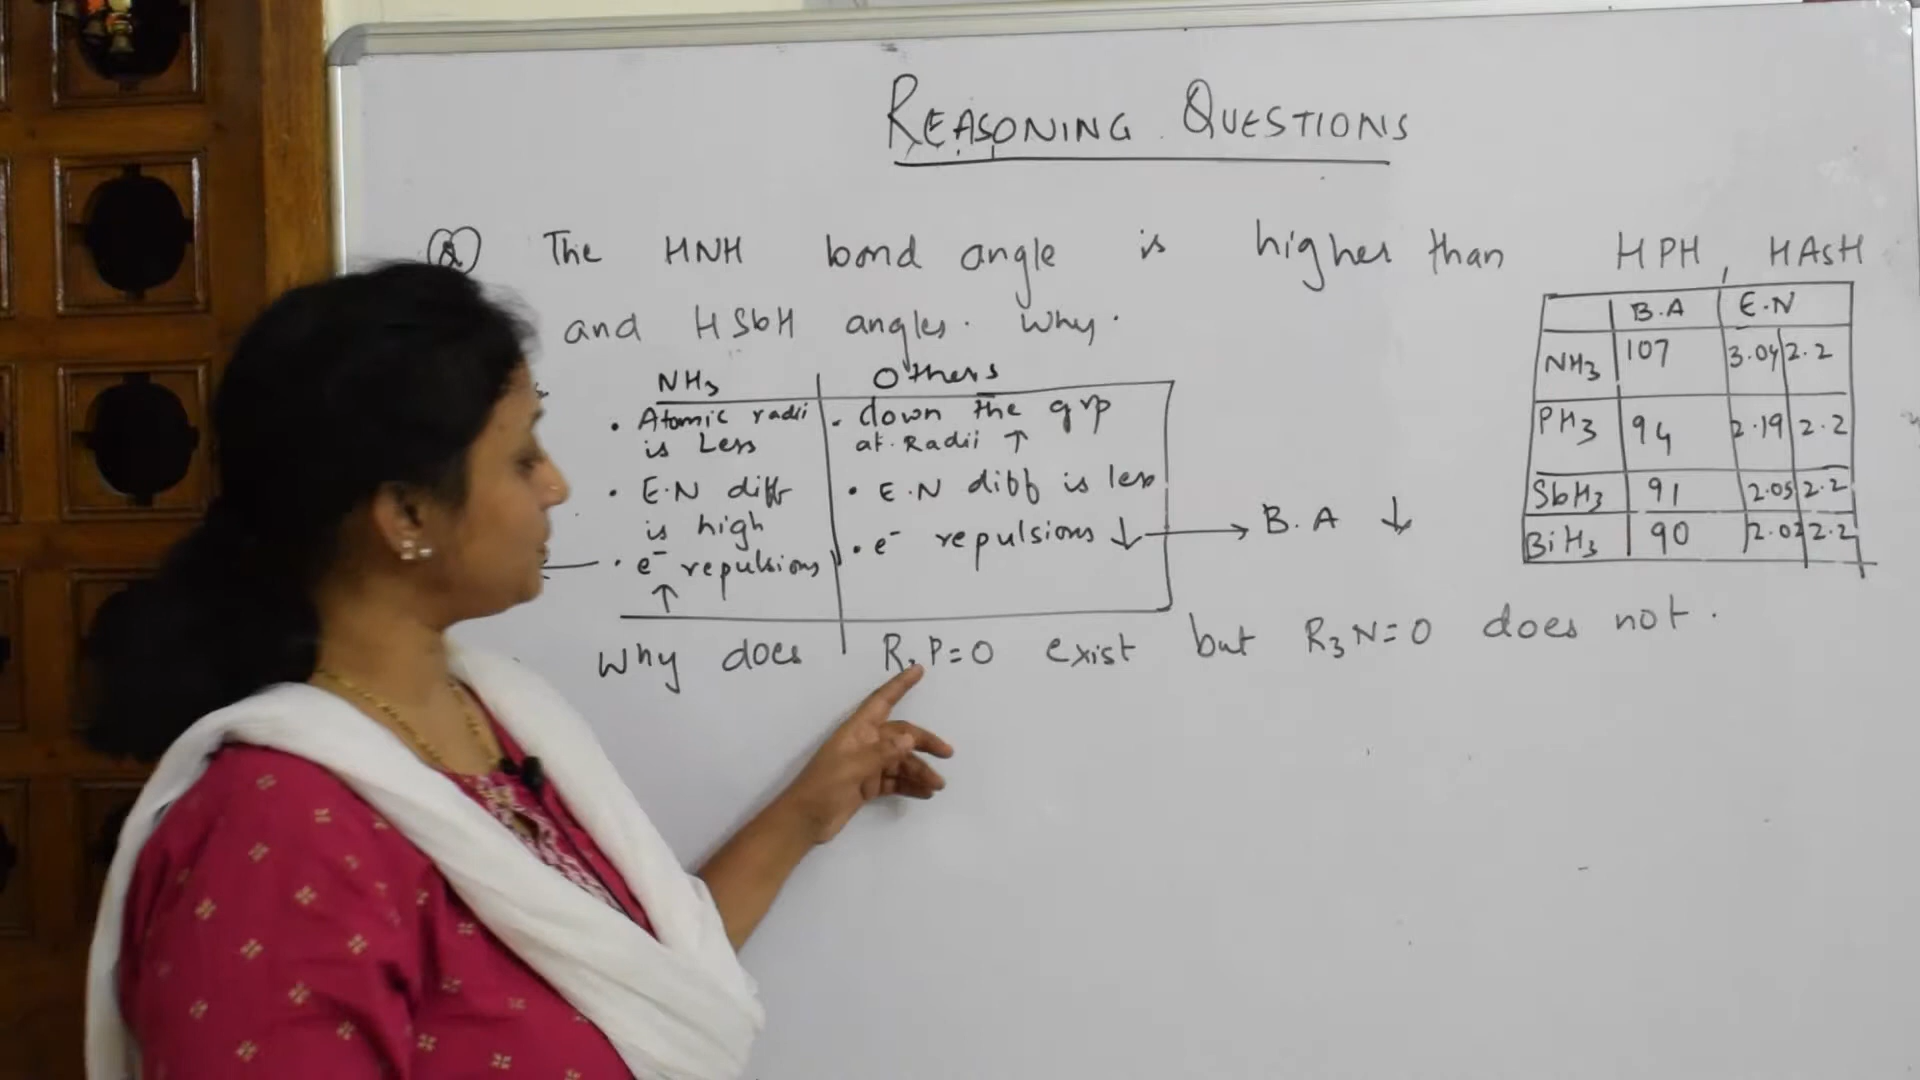 REASONING QUESTIONS
Q The HNH bond angle is higher than HPH, HAsH
and HSbH angles. Why.
NH3 Others
• Atomic radii is Less
• E.N diff is high
• e- repulsions ↑
• down the grp at. Radii ↑
• E.N diff is less
• e- repulsions ↓ → B.A ↓
B.A E.N
NH3 107 3.04 2.2
PH3 94 2.19 2.2
SbH3 91 2.05 2.2
BiH3 90 2.02 2.2
Why does R3P=O exist but R3N=O does not.